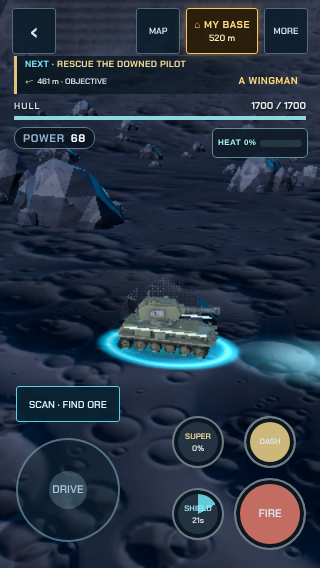 ‹
MAP
⌂ MY BASE
520 m
MORE
NEXT · RESCUE THE DOWNED PILOT
← 461 m · OBJECTIVE
A WINGMAN
HULL
1700 / 1700
POWER 68
HEAT 0%
SCAN · FIND ORE
SUPER
0%
DASH
DRIVE
SHIELD
21s
FIRE